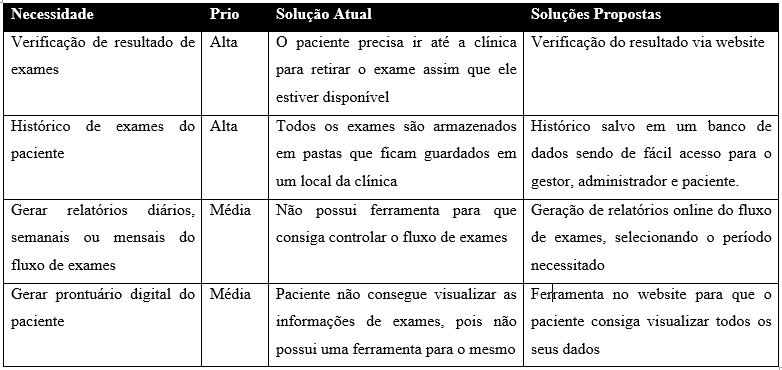 Necessidade Prio Solução Atual Soluções Propostas
Verificação de resultado de exames
Alta
O paciente precisa ir até a clínica
para retirar o exame assim que ele
estiver disponível
Verificação do resultado via website
Histórico de exames do
paciente
Alta
Todos os exames são armazenados
em pastas que ficam guardados em
um local da clínica
Histórico salvo em um banco de
dados sendo de fácil acesso para o
gestor, administrador e paciente.
Gerar relatórios diários,
semanais ou mensais do
fluxo de exames
Média
Não possui ferramenta para que
consiga controlar o fluxo de exames
Geração de relatórios online do fluxo
de exames, selecionando o período
necessitado
Gerar prontuário digital do
paciente
Média
Paciente não consegue visualizar as
informações de exames, pois não
possui uma ferramenta para o mesmo
Ferramenta no website para que o
paciente consiga visualizar todos os
seus dados